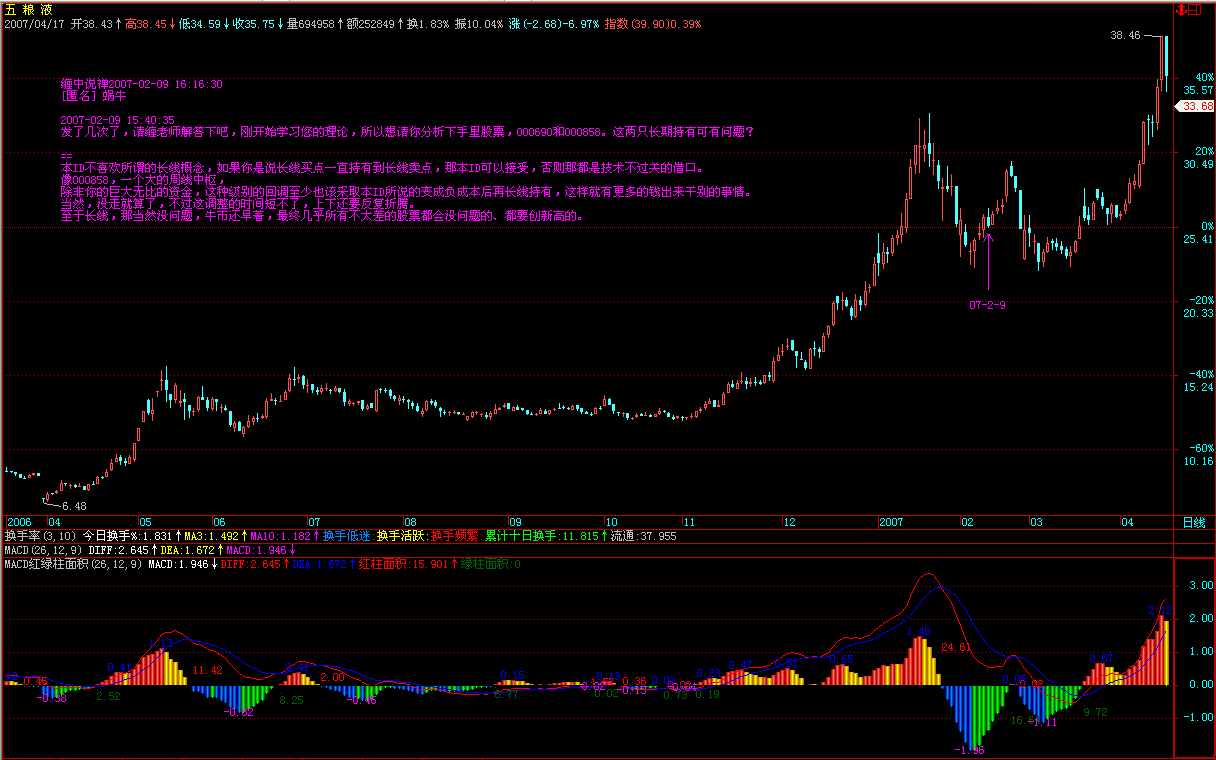 五粮液
2007/04/17 开38.43↑高38.45↓低34.59↓收35.75↓量694958↑额252849↑换1.83% 振10.04% 涨(-2.68)-6.97% 指数(39.90)0.39%
38.46
缠中说禅2007-02-09 16:16:30
[匿名] 蜗牛
2007-02-09 15:40:35
发了几次了，请缠老师解答下吧，刚开始学习您的理论，所以想请你分析下手里股票，000690和000858。这两只长期持有可有问题？
==
本ID不喜欢所谓的长线概念，如果你是说长线买点一直持有到长线卖点，那本ID可以接受，否则那都是技术不过关的借口。
像000858，一个大的周线中枢，
除非你的巨大无比的资金，这种级别的回调至少也该采取本ID所说的变成负成本后再长线持有，这样就有更多的钱出来干别的事情。
当然，没走就算了，不过这调整的时间短不了，上下还要反复折腾。
至于长线，那当然没问题，牛市还早着，最终几乎所有不太差的股票都会没问题的、都要创新高的。
40%
35.57
33.68
20%
30.49
0%
25.41
-20%
20.33
-40%
15.24
-60%
10.16
07-2-9
6.48
2006 04 05 06 07 08 09 10 11 12 2007 02 03 04 日线
换手率(3,10) 今日换手%:1.831↑MA3:1.492↑MA10:1.182↑换手低迷:换手活跃:换手频繁:累计十日换手:11.815↑流通:37.955
MACD(26,12,9) DIFF:2.645↑DEA:1.672↑MACD:1.946↓
MACD红绿柱面积(26,12,9) MACD:1.946↓DIFF:2.645↑DEA:1.672↑红柱面积:15.901↑绿柱面积:0
3.00
2.00
1.00
0.00
-1.00
11.42
2.52
-0.82
8.25
2.00
-0.45
24.61
-1.11
9.72